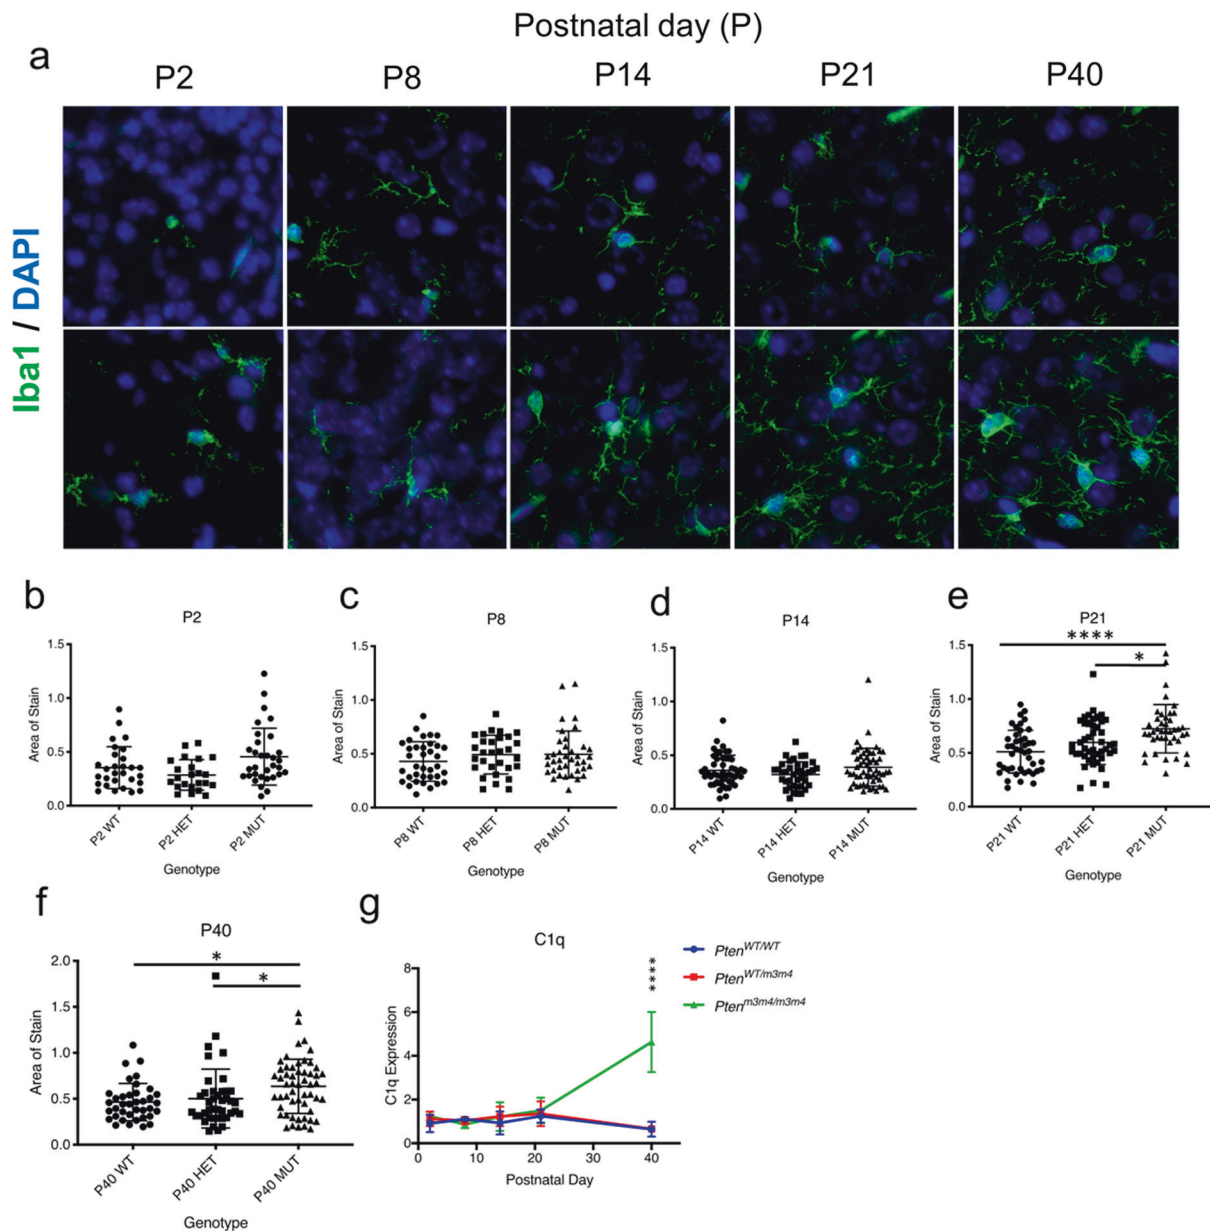 Postnatal day (P)
a
P2 P8 P14 P21 P40
Iba1 / DAPI
b
P2
Area of Stain
1.5
1.0
0.5
0.0
P2 WT P2 HET P2 MUT
Genotype
c
P8
Area of Stain
1.5
1.0
0.5
0.0
P8 WT P8 HET P8 MUT
Genotype
d
P14
Area of Stain
1.5
1.0
0.5
0.0
P14 WT P14 HET P14 MUT
Genotype
e
P21
Area of Stain
1.5
1.0
0.5
0.0
****
*
P21 WT P21 HET P21 MUT
Genotype
f
P40
Area of Stain
2.0
1.5
1.0
0.5
0.0
*
*
P40 WT P40 HET P40 MUT
Genotype
g
C1q
C1q Expression
8
6
4
2
0
****
0 10 20 30 40
Postnatal Day
Pten^WT/WT
Pten^WT/m3m4
Pten^m3m4/m3m4